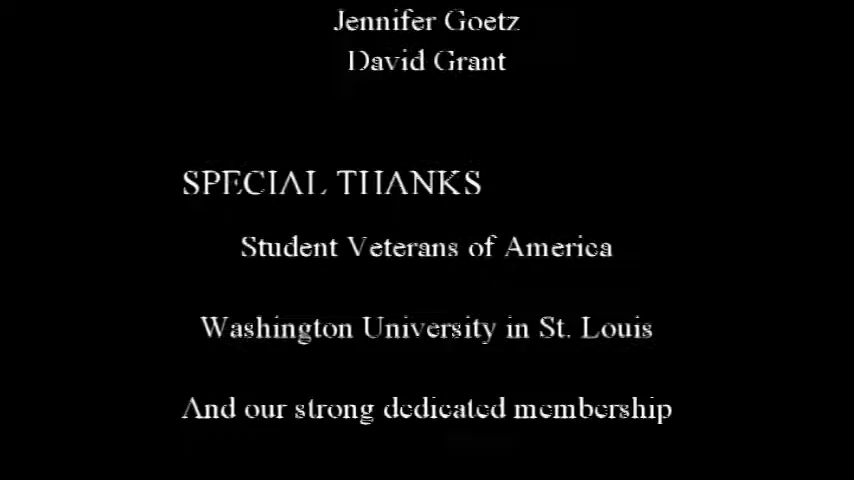 Jennifer Goetz
David Grant
SPECIAL THANKS
Student Veterans of America
Washington University in St. Louis
And our strong dedicated membership